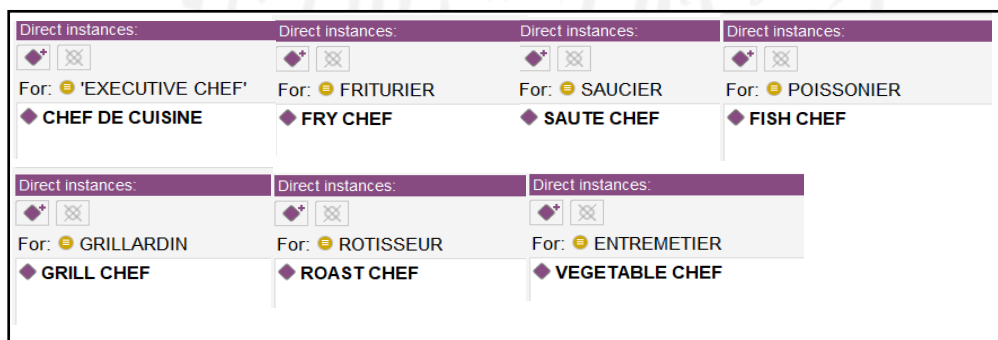 Direct instances:
For: 'EXECUTIVE CHEF'
CHEF DE CUISINE
Direct instances:
For: FRITURIER
FRY CHEF
Direct instances:
For: SAUCIER
SAUTE CHEF
Direct instances:
For: POISSONIER
FISH CHEF
Direct instances:
For: GRILLARDIN
GRILL CHEF
Direct instances:
For: ROTISSEUR
ROAST CHEF
Direct instances:
For: ENTREMETIER
VEGETABLE CHEF